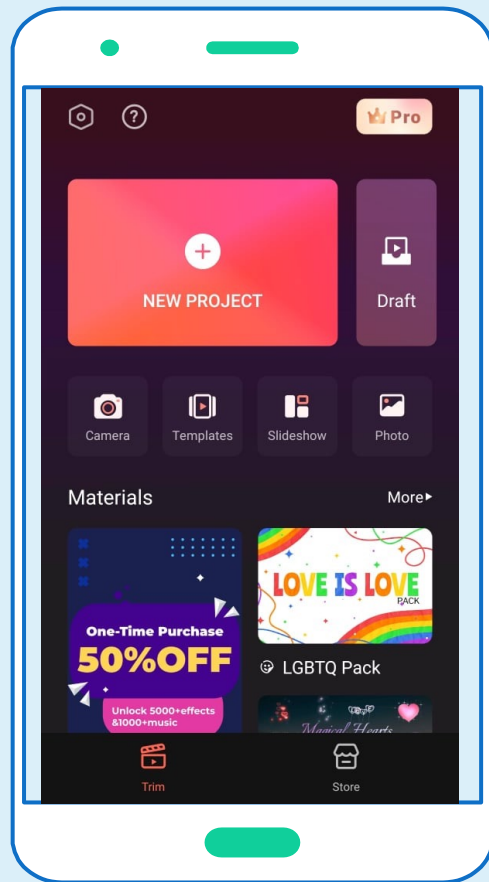 Pro
NEW PROJECT
Draft
Camera
Templates
Slideshow
Photo
Materials
More
One-Time Purchase
50%OFF
Unlock 5000+effects
&1000+music
LOVE IS LOVE
PACK
LGBTQ Pack
Magical Hearts
Trim
Store